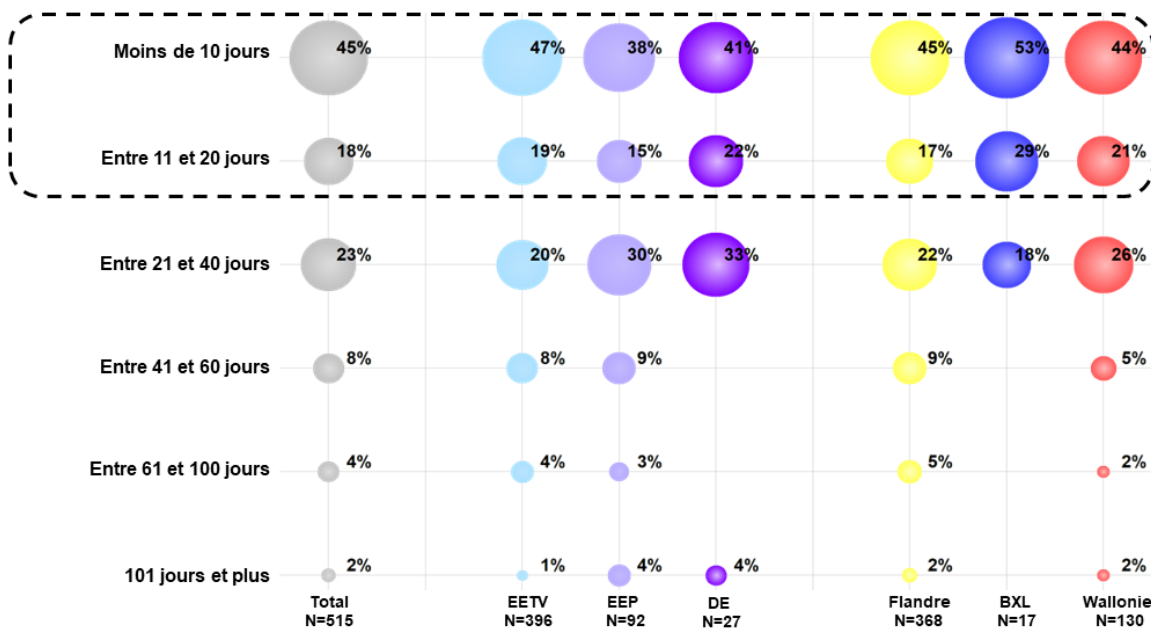 Moins de 10 jours 45% 47% 38% 41% 45% 53% 44%
Entre 11 et 20 jours 18% 19% 15% 22% 17% 29% 21%
Entre 21 et 40 jours 23% 20% 30% 33% 22% 18% 26%
Entre 41 et 60 jours 8% 8% 9% 9% 5%
Entre 61 et 100 jours 4% 4% 3% 5% 2%
101 jours et plus 2% 1% 4% 4% 2% 2%
Total EETV EEP DE Flandre BXL Wallonie
N=515 N=396 N=92 N=27 N=368 N=17 N=130